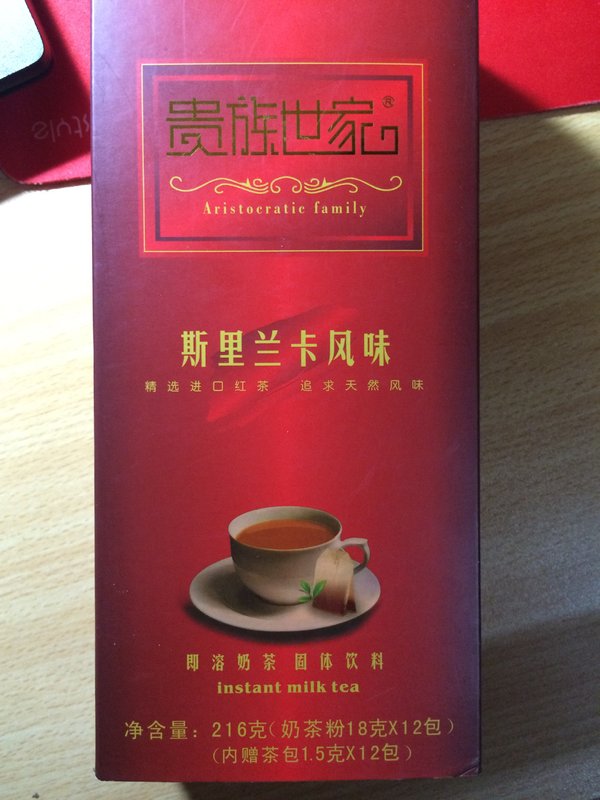 style
贵族世家®
Aristocratic family
斯里兰卡风味
精选进口红茶 追求天然风味
即溶奶茶 固体饮料
instant milk tea
净含量：216克（奶茶粉18克X12包）
（内赠茶包1.5克X12包）